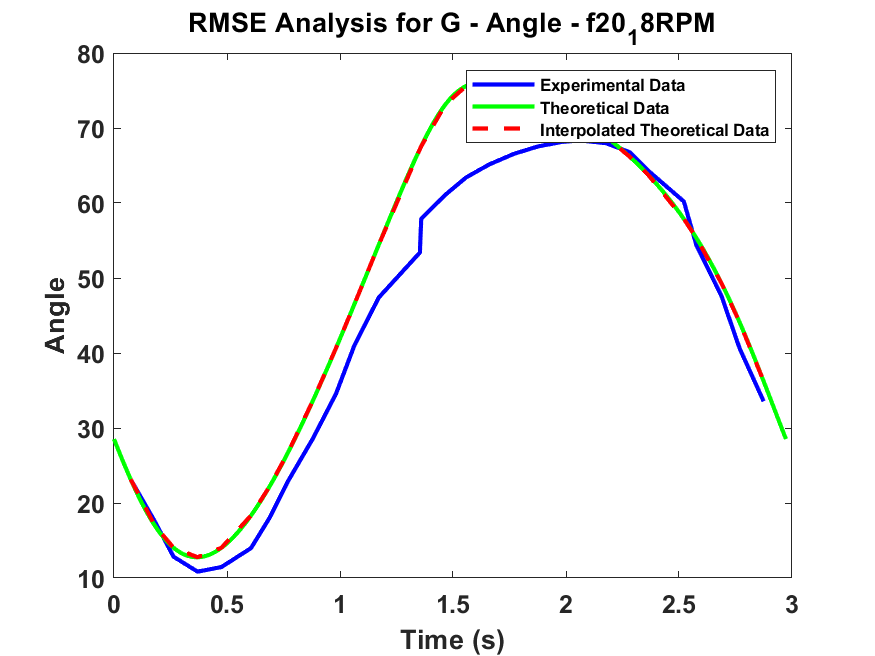 RMSE Analysis for G - Angle - f20₁8RPM
Experimental Data
Theoretical Data
Interpolated Theoretical Data
80
70
60
50
40
30
20
10
Angle
0 0.5 1 1.5 2 2.5 3
Time (s)